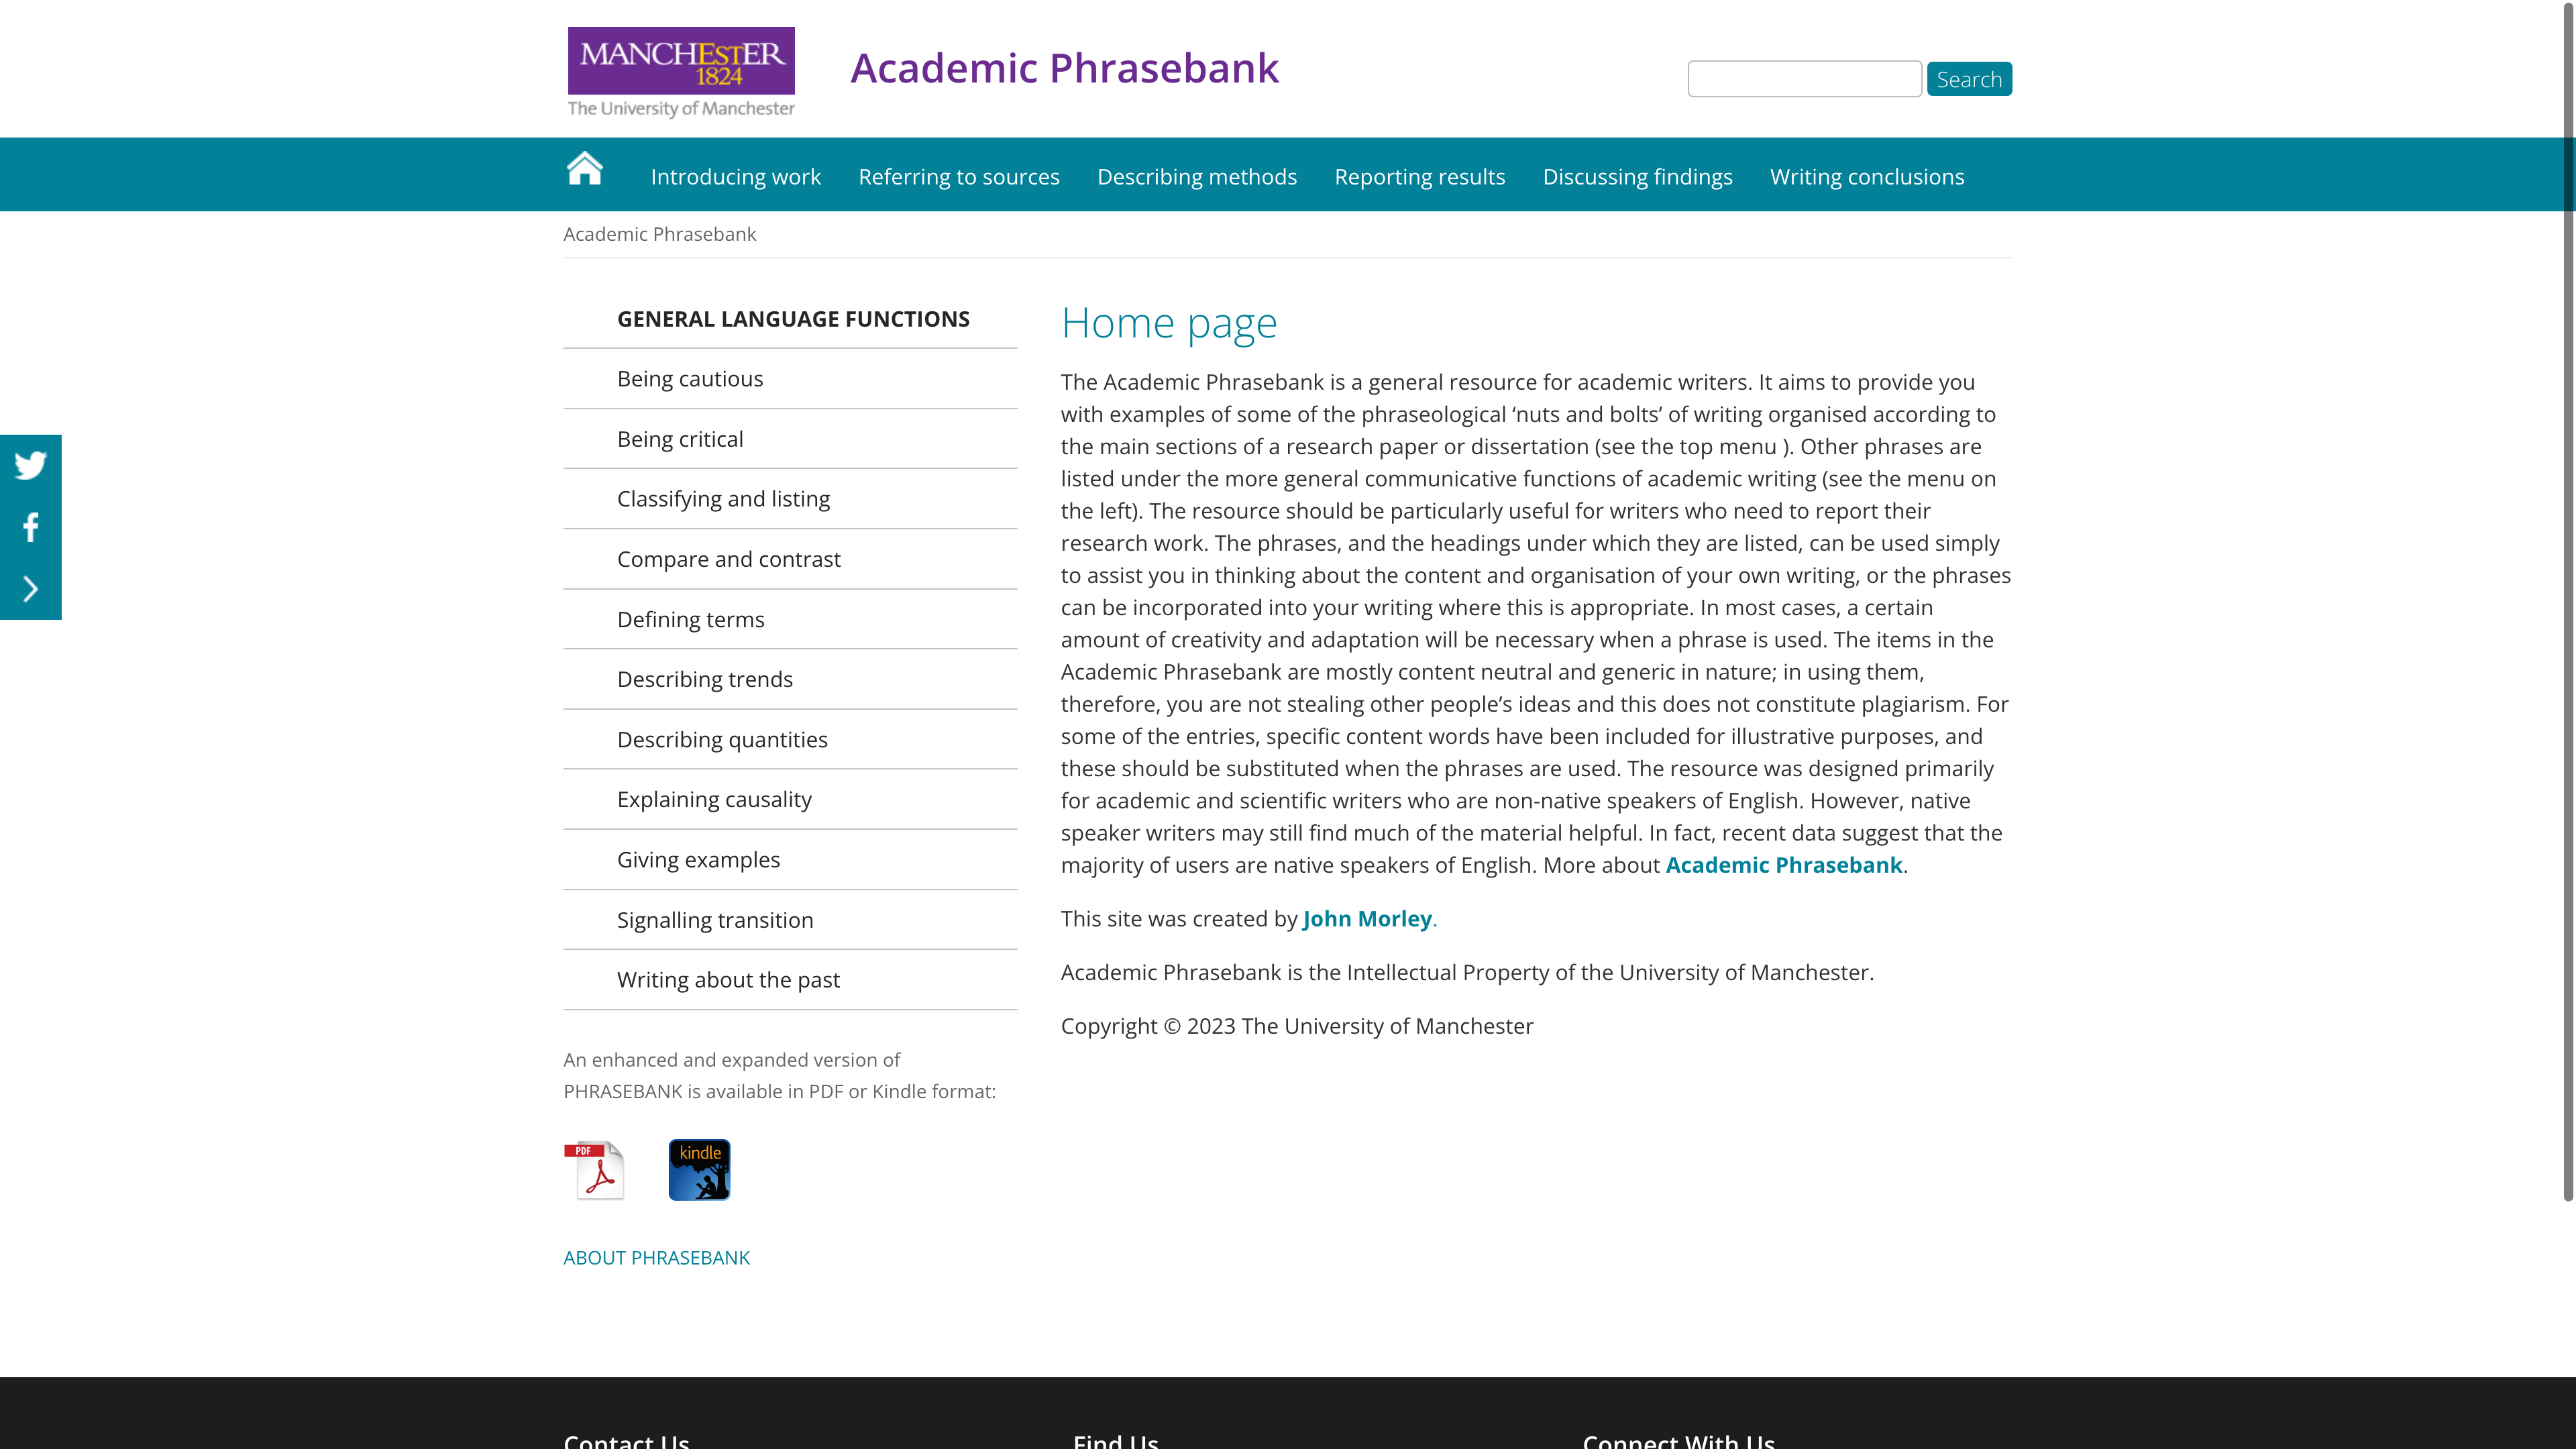 MANCHEsTER
1824
The University of Manchester
Academic Phrasebank
Search
Introducing work
Referring to sources
Describing methods
Reporting results
Discussing findings
Writing conclusions
Academic Phrasebank
GENERAL LANGUAGE FUNCTIONS
Being cautious
Being critical
Classifying and listing
Compare and contrast
Defining terms
Describing trends
Describing quantities
Explaining causality
Giving examples
Signalling transition
Writing about the past
An enhanced and expanded version of
PHRASEBANK is available in PDF or Kindle format:
PDF
kindle
ABOUT PHRASEBANK
Home page
The Academic Phrasebank is a general resource for academic writers. It aims to provide you
with examples of some of the phraseological ‘nuts and bolts’ of writing organised according to
the main sections of a research paper or dissertation (see the top menu ). Other phrases are
listed under the more general communicative functions of academic writing (see the menu on
the left). The resource should be particularly useful for writers who need to report their
research work. The phrases, and the headings under which they are listed, can be used simply
to assist you in thinking about the content and organisation of your own writing, or the phrases
can be incorporated into your writing where this is appropriate. In most cases, a certain
amount of creativity and adaptation will be necessary when a phrase is used. The items in the
Academic Phrasebank are mostly content neutral and generic in nature; in using them,
therefore, you are not stealing other people’s ideas and this does not constitute plagiarism. For
some of the entries, specific content words have been included for illustrative purposes, and
these should be substituted when the phrases are used. The resource was designed primarily
for academic and scientific writers who are non-native speakers of English. However, native
speaker writers may still find much of the material helpful. In fact, recent data suggest that the
majority of users are native speakers of English. More about Academic Phrasebank.
This site was created by John Morley.
Academic Phrasebank is the Intellectual Property of the University of Manchester.
Copyright © 2023 The University of Manchester
Contact Us
Find Us
Connect With Us